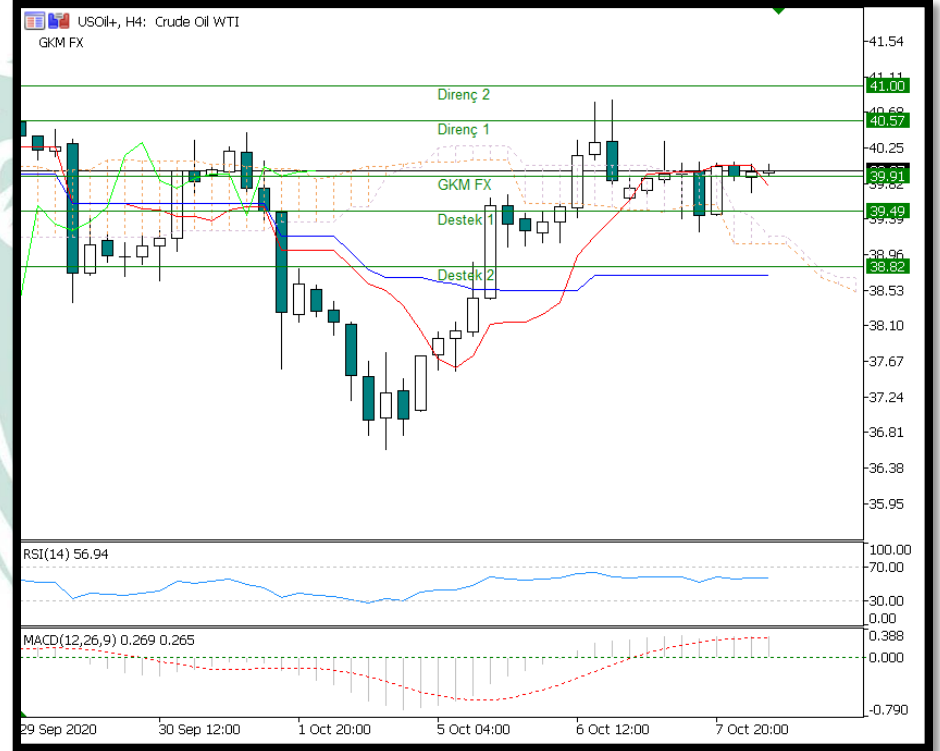 USOil+, H4: Crude Oil WTI
GKM FX
41.54
41.11
41.00
Direnç 2
40.68
40.57
Direnç 1
40.25
39.91
39.82
GKM FX
39.49
39.39
Destek 1
38.96
38.82
Destek 2
38.53
38.10
37.67
37.24
36.81
36.38
35.95
RSI(14) 56.94
100.00
70.00
30.00
0.00
MACD(12,26,9) 0.269 0.265
0.388
0.000
-0.790
29 Sep 2020
30 Sep 12:00
1 Oct 20:00
5 Oct 04:00
6 Oct 12:00
7 Oct 20:00